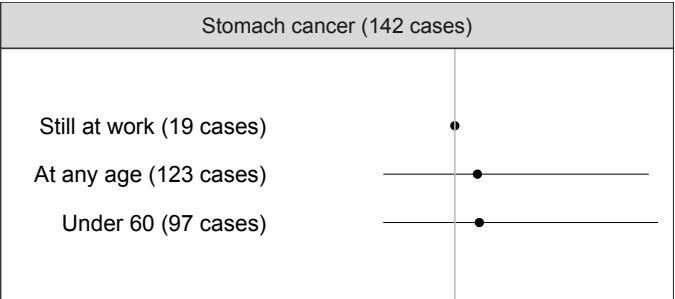 Stomach cancer (142 cases)
Still at work (19 cases)
At any age (123 cases)
Under 60 (97 cases)